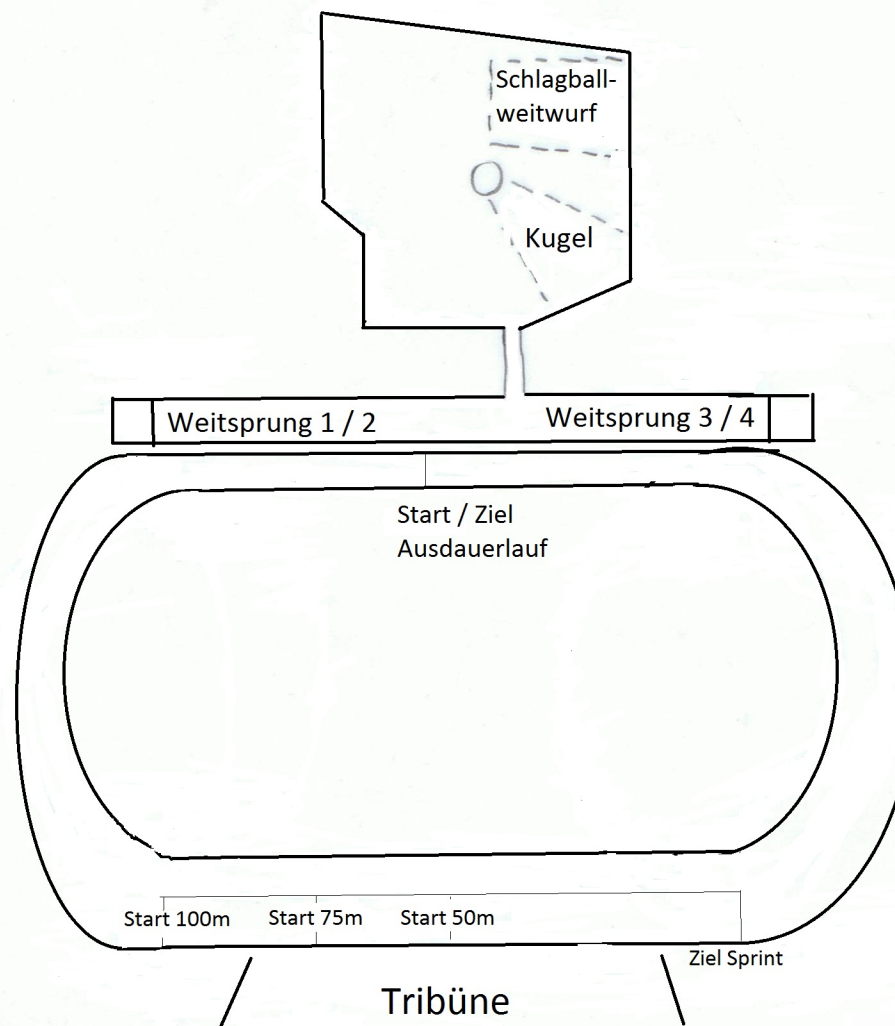 Schlagball-
weitwurf
Kugel
Weitsprung 1 / 2
Weitsprung 3 / 4
Start / Ziel
Ausdauerlauf
Start 100m
Start 75m
Start 50m
Ziel Sprint
Tribüne